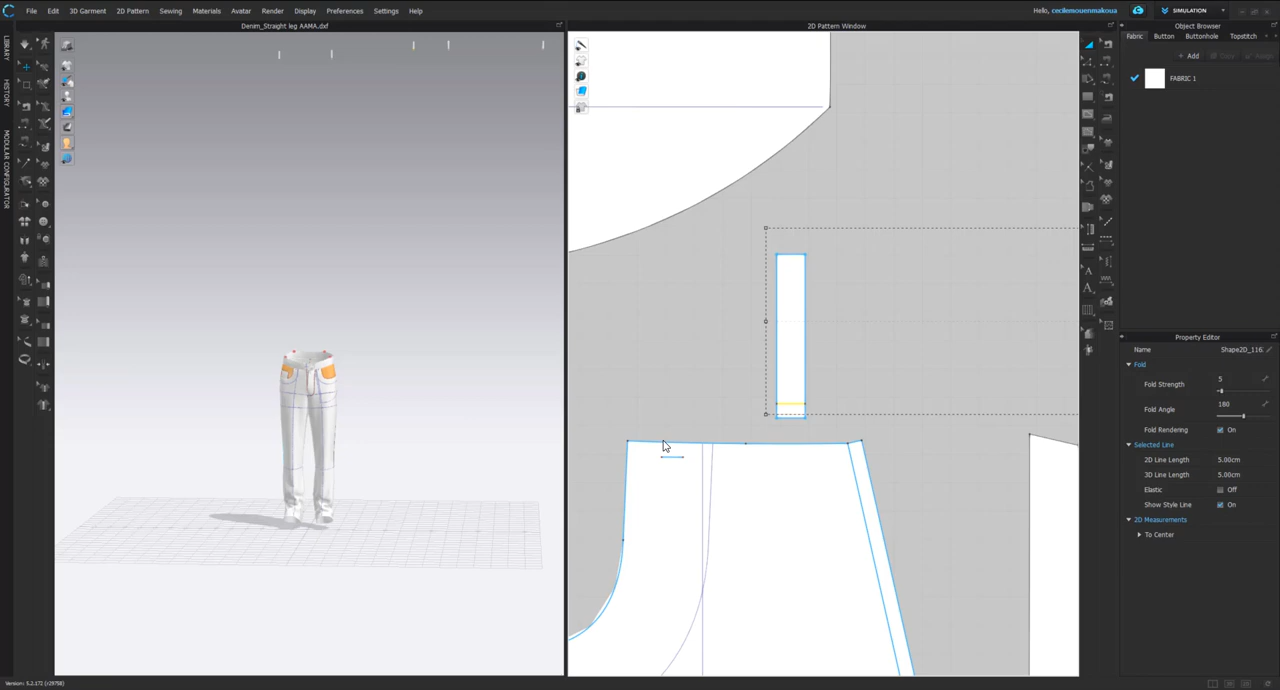 File Edit 3D Garment 2D Pattern Sewing Materials Avatar Render Display Preferences Settings Help
Hello, cecilemouenmakoua
SIMULATION
Denim_Straight leg AAMA.dxf
2D Pattern Window
Object Browser
Fabric Button Buttonhole Topstitch
+ Add Copy Assign
FABRIC 1
LIBRARY
HISTORY
MODULAR CONFIGURATOR
Property Editor
Name Shape2D_116
Fold
Fold Strength 5
Fold Angle 180
Fold Rendering On
Selected Line
2D Line Length 5.00cm
3D Line Length 5.00cm
Elastic Off
Show Style Line On
2D Measurements
To Center